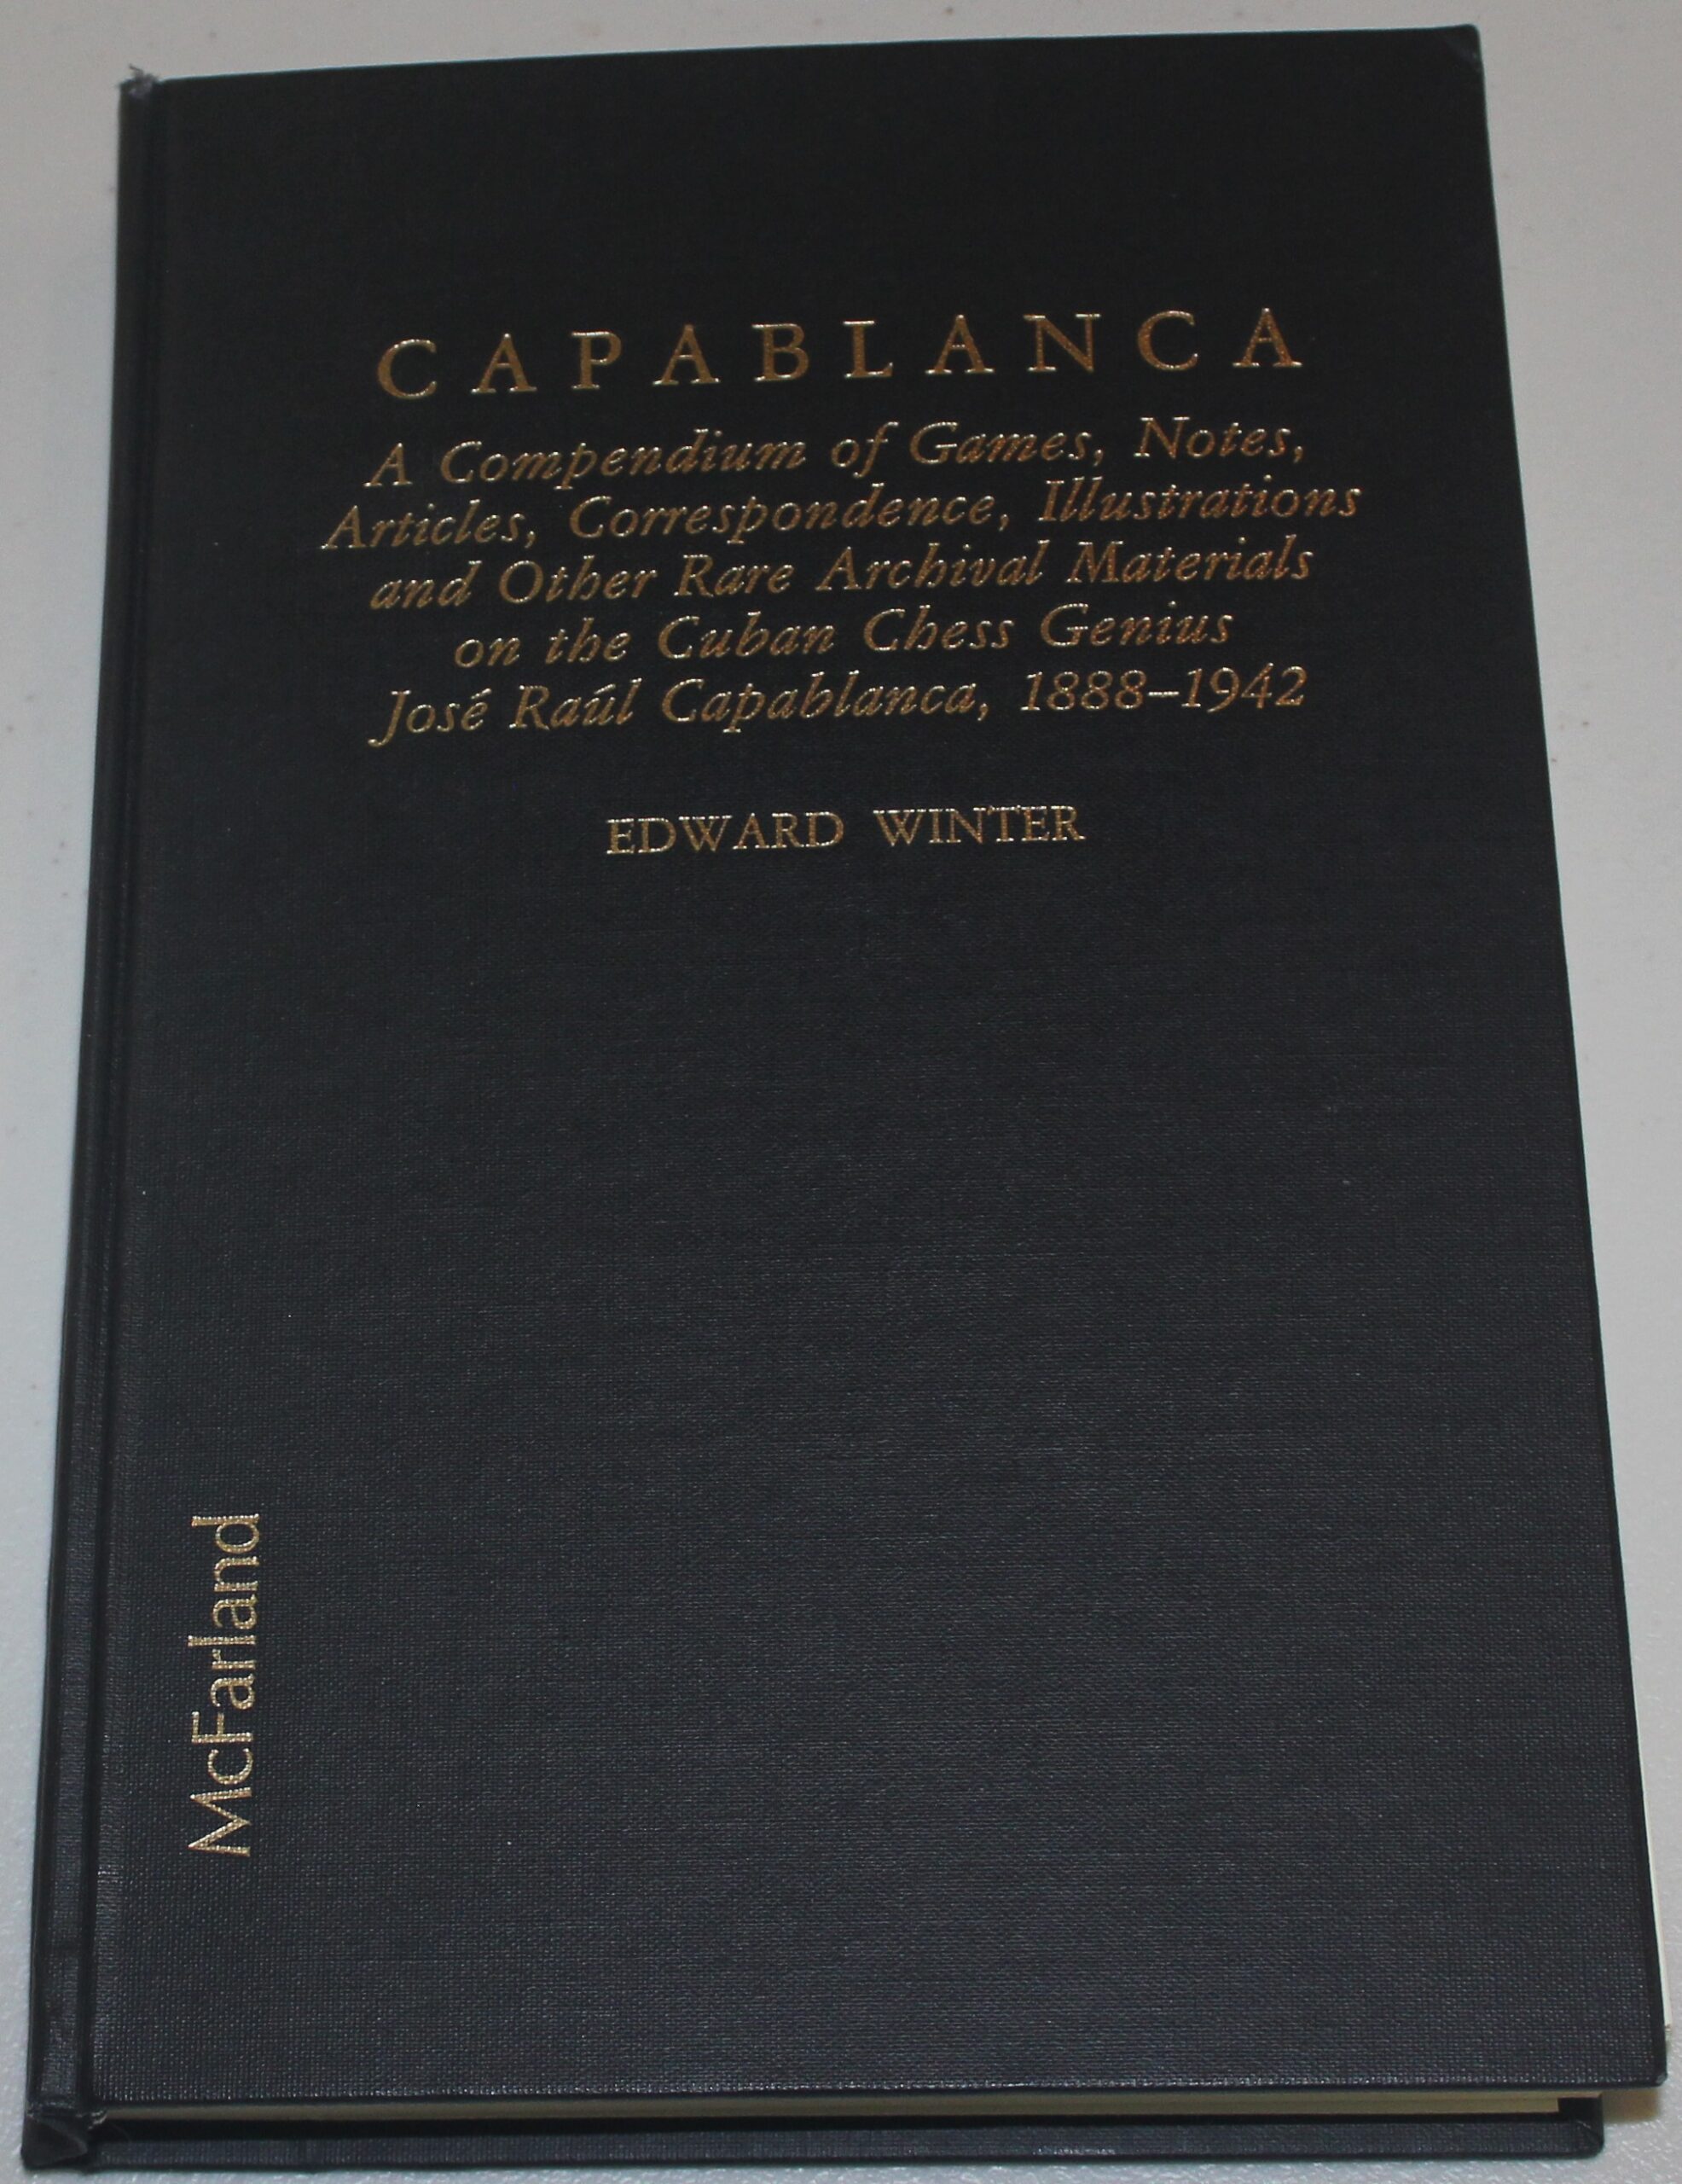 CAPABLANCA
A Compendium of Games, Notes,
Articles, Correspondence, Illustrations
and Other Rare Archival Materials
on the Cuban Chess Genius
José Raúl Capablanca, 1888–1942
EDWARD WINTER
McFarland